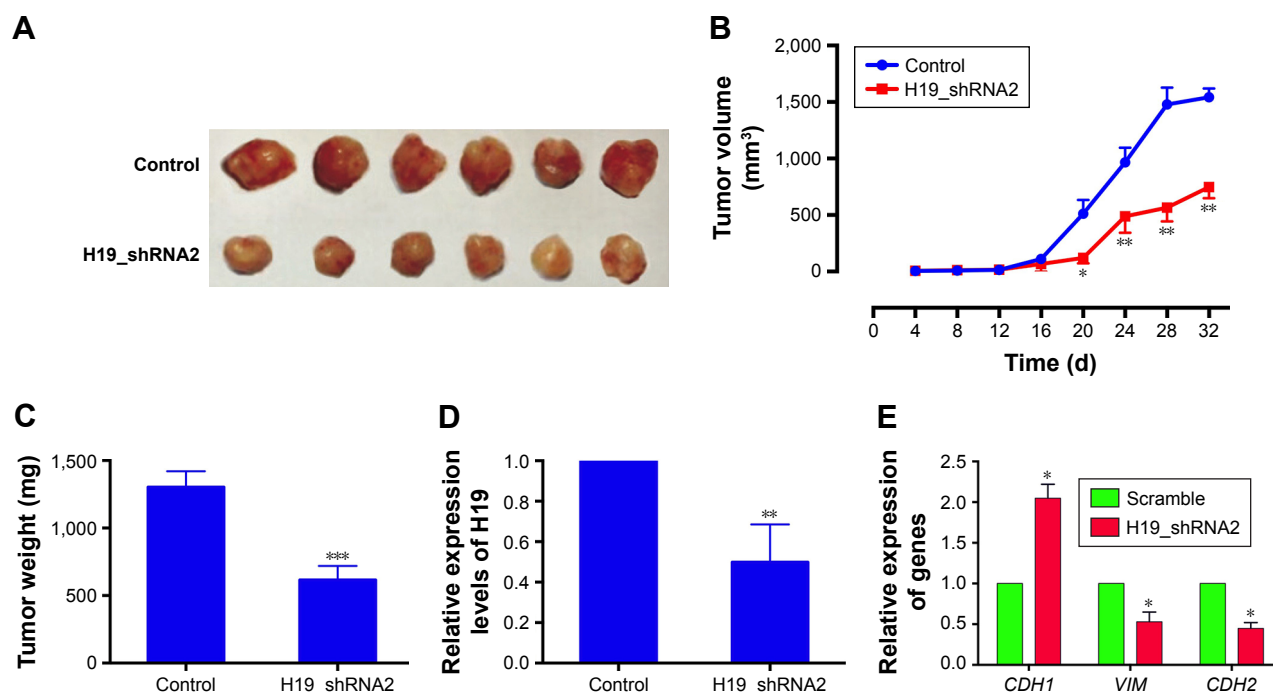 A
Control
H19_shRNA2
B
Tumor volume
(mm³)
2,000
1,500
1,000
500
0
Control
H19_shRNA2
*
**
**
**
0 4 8 12 16 20 24 28 32
Time (d)
C
Tumor weight (mg)
1,500
1,000
500
0
***
Control H19_shRNA2
D
Relative expression
levels of H19
1.0
0.8
0.6
0.4
0.2
0.0
**
Control H19_shRNA2
E
Relative expression
of genes
2.5
2.0
1.5
1.0
0.5
0.0
Scramble
H19_shRNA2
*
*
*
CDH1 VIM CDH2